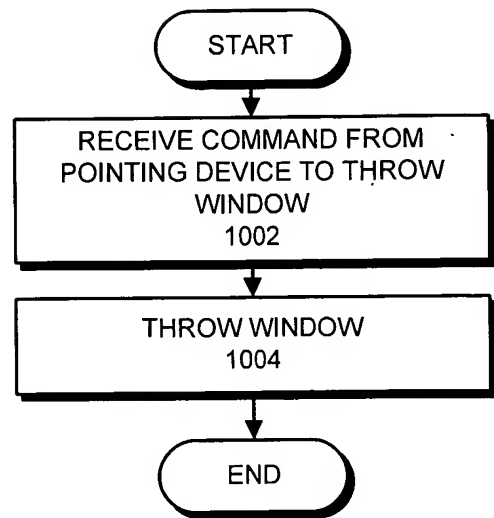 START
RECEIVE COMMAND FROM
POINTING DEVICE TO THROW
WINDOW
1002
THROW WINDOW
1004
END